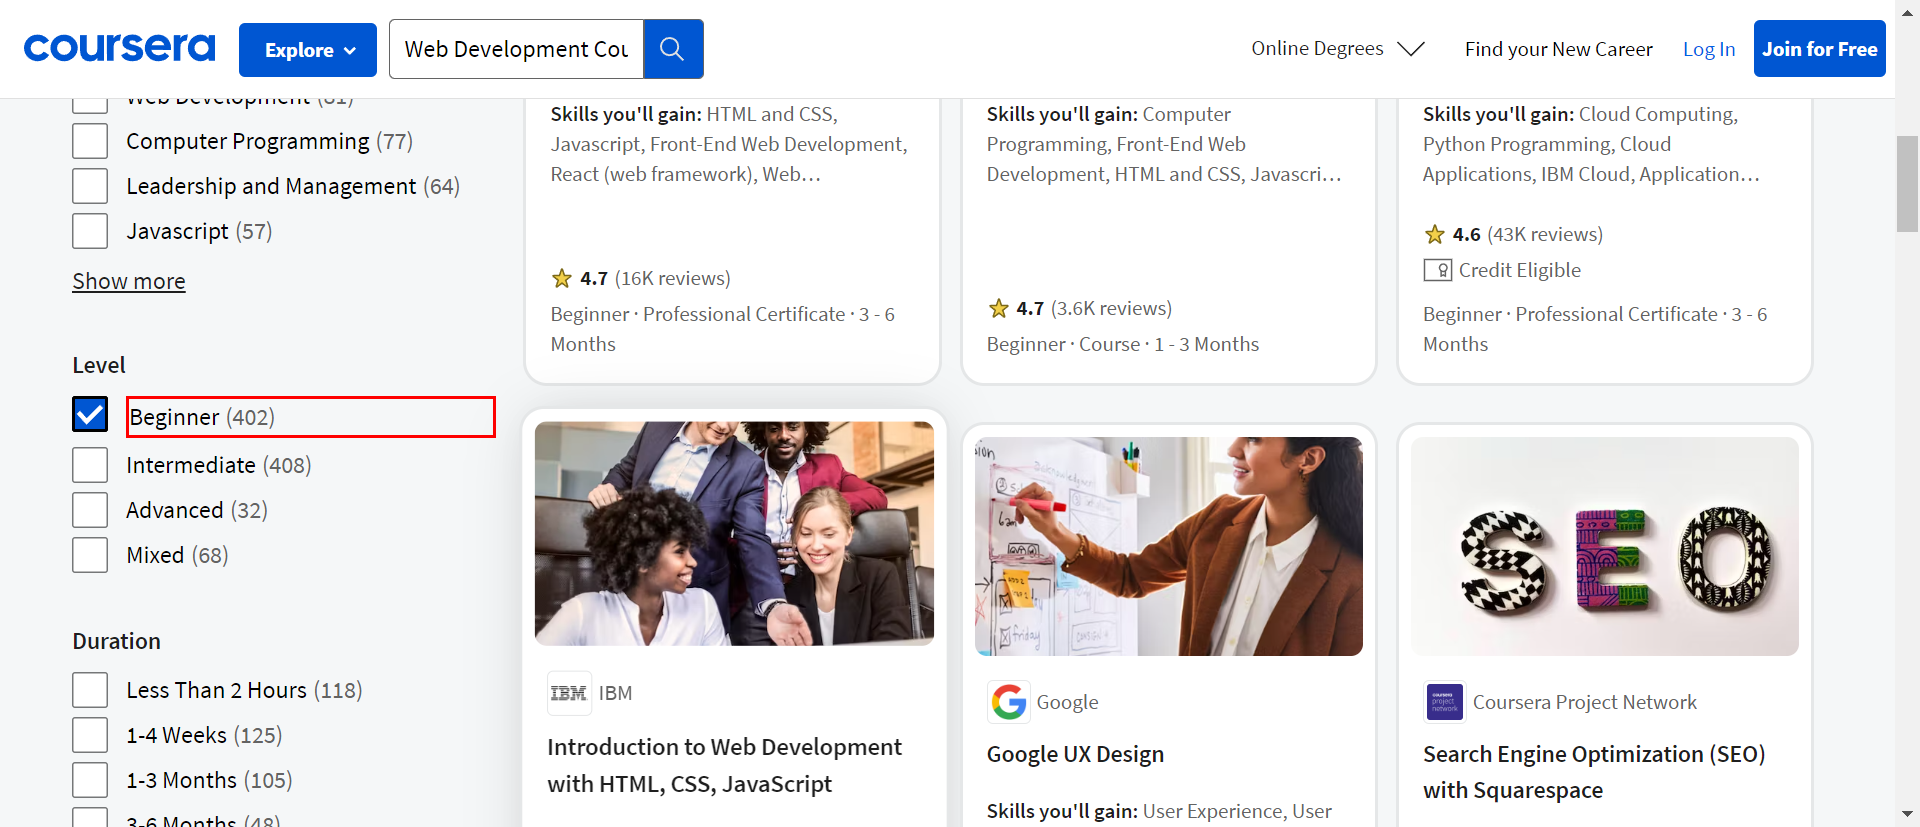 coursera
Explore
Web Development Cou
Online Degrees
Find your New Career
Log In
Join for Free
Web Development (81)
Computer Programming (77)
Leadership and Management (64)
Javascript (57)
Show more
Level
Beginner (402)
Intermediate (408)
Advanced (32)
Mixed (68)
Duration
Less Than 2 Hours (118)
1-4 Weeks (125)
1-3 Months (105)
3-6 Months (48)
Skills you'll gain: HTML and CSS,
Javascript, Front-End Web Development,
React (web framework), Web…
4.7 (16K reviews)
Beginner · Professional Certificate · 3 - 6
Months
Skills you'll gain: Computer
Programming, Front-End Web
Development, HTML and CSS, Javascri…
4.7 (3.6K reviews)
Beginner · Course · 1 - 3 Months
Skills you'll gain: Cloud Computing,
Python Programming, Cloud
Applications, IBM Cloud, Application…
4.6 (43K reviews)
Credit Eligible
Beginner · Professional Certificate · 3 - 6
Months
IBM IBM
Introduction to Web Development
with HTML, CSS, JavaScript
friday
G Google
Google UX Design
Skills you'll gain: User Experience, User
SEO
coursera
project
network
Coursera Project Network
Search Engine Optimization (SEO)
with Squarespace